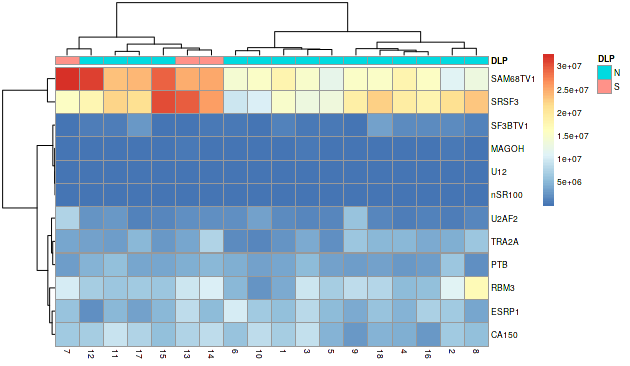 DLP
DLP
N
S
3e+07
2.5e+07
2e+07
1.5e+07
1e+07
5e+06
SAM68TV1
SRSF3
SF3BTV1
MAGOH
U12
nSR100
U2AF2
TRA2A
PTB
RBM3
ESRP1
CA150
7 12 11 17 15 13 14 6 10 1 3 5 9 18 4 16 2 8